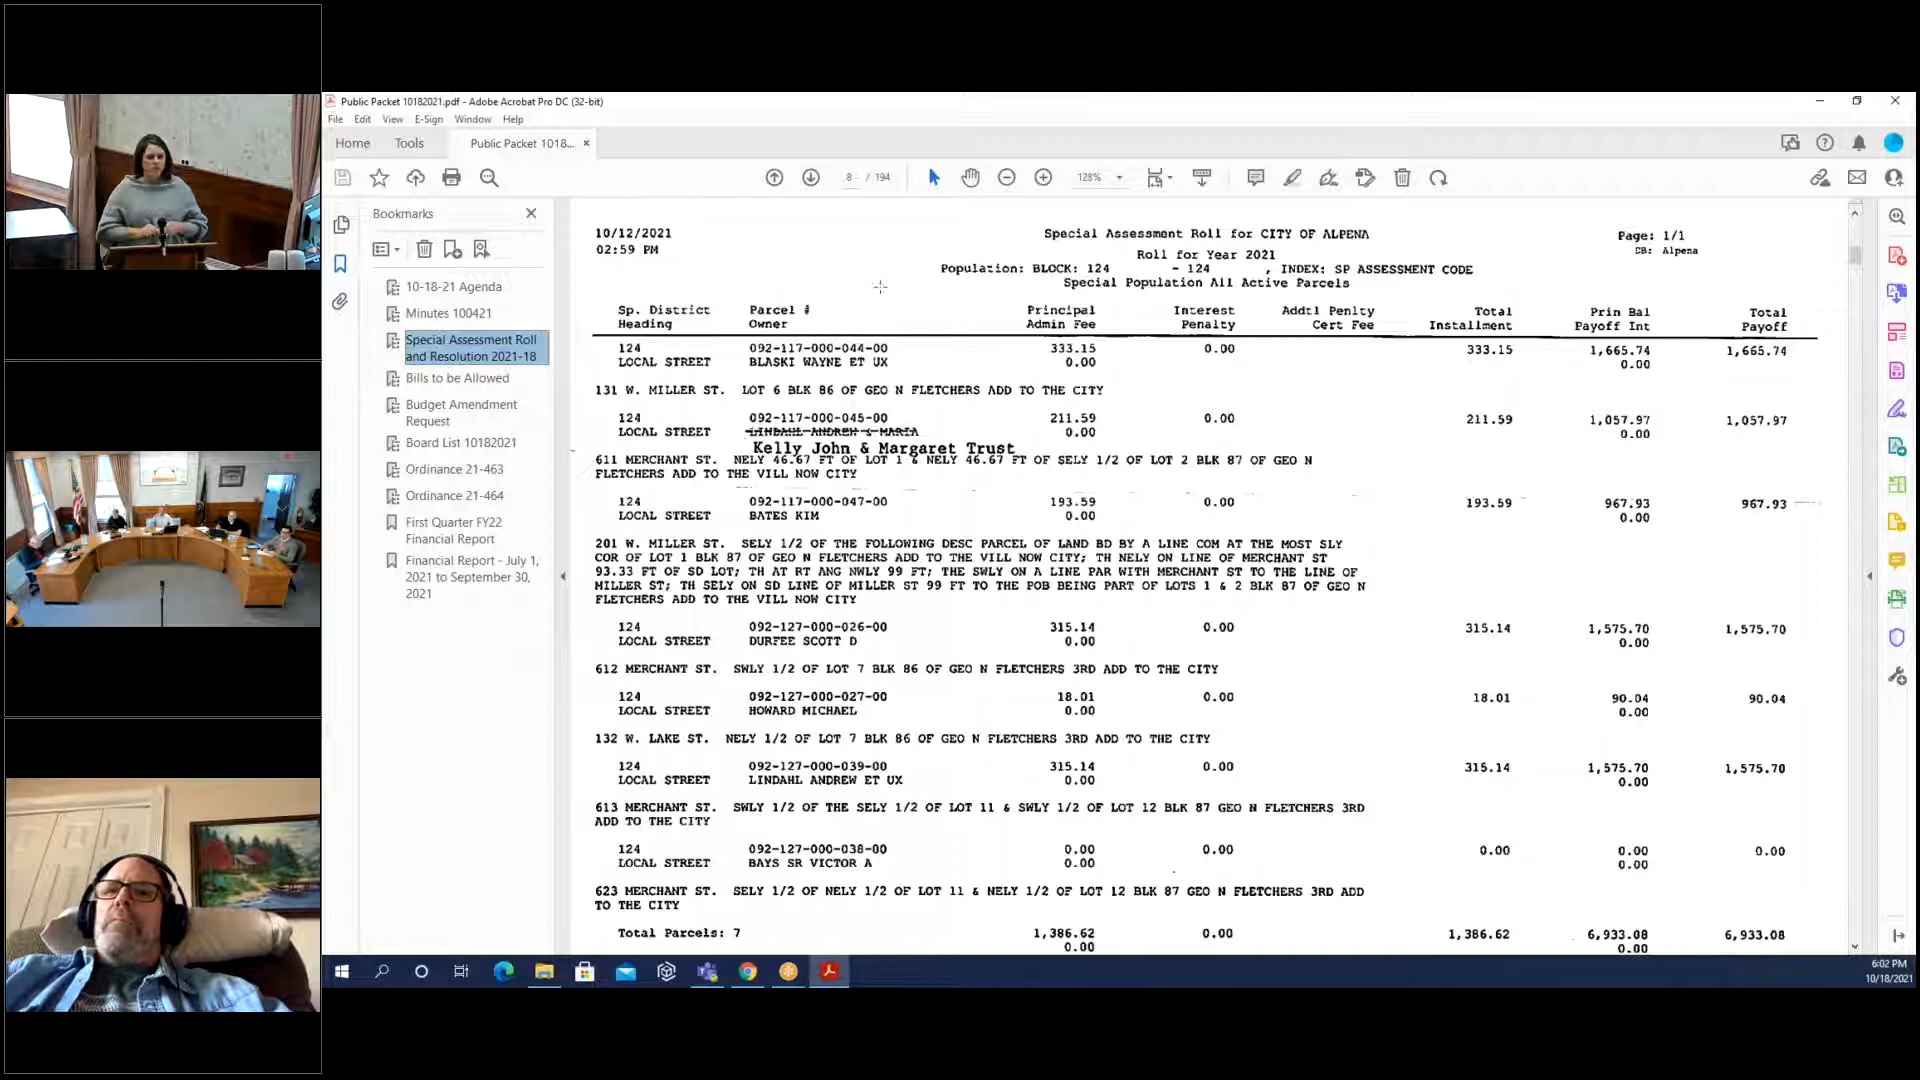 Public Packet 10182021.pdf - Adobe Acrobat Pro DC (32-bit)
File Edit View E-Sign Window Help
Home Tools Public Packet 1018... ×
8 / 194 128%
Bookmarks
10-18-21 Agenda
Minutes 100421
Special Assessment Roll
and Resolution 2021-18
Bills to be Allowed
Budget Amendment
Request
Board List 10182021
Ordinance 21-463
Ordinance 21-464
First Quarter FY22
Financial Report
Financial Report - July 1,
2021 to September 30,
2021
10/12/2021 Special Assessment Roll for CITY OF ALPENA Page: 1/1
02:59 PM Roll for Year 2021 DB: Alpena
Population: BLOCK: 124 - 124 , INDEX: SP ASSESSMENT CODE
Special Population All Active Parcels
Sp. District Parcel # Principal Interest Addtl Penlty Total Prin Bal Total
Heading Owner Admin Fee Penalty Cert Fee Installment Payoff Int Payoff
124 092-117-000-044-00 333.15 0.00 333.15 1,665.74 1,665.74
LOCAL STREET BLASKI WAYNE ET UX 0.00 0.00
131 W. MILLER ST. LOT 6 BLK 86 OF GEO N FLETCHERS ADD TO THE CITY
124 092-117-000-045-00 211.59 0.00 211.59 1,057.97 1,057.97
LOCAL STREET LINDAHL ANDREW & MARIA 0.00 0.00
Kelly John & Margaret Trust
611 MERCHANT ST. NELY 46.67 FT OF LOT 1 & NELY 46.67 FT OF SELY 1/2 OF LOT 2 BLK 87 OF GEO N
FLETCHERS ADD TO THE VILL NOW CITY
124 092-117-000-047-00 193.59 0.00 193.59 967.93 967.93
LOCAL STREET BATES KIM 0.00 0.00
201 W. MILLER ST. SELY 1/2 OF THE FOLLOWING DESC PARCEL OF LAND BD BY A LINE COM AT THE MOST SLY
COR OF LOT 1 BLK 87 OF GEO N FLETCHERS ADD TO THE VILL NOW CITY; TH NELY ON LINE OF MERCHANT ST
93.33 FT OF SD LOT; TH AT RT ANG NWLY 99 FT; THE SWLY ON A LINE PAR WITH MERCHANT ST TO THE LINE OF
MILLER ST; TH SELY ON SD LINE OF MILLER ST 99 FT TO THE POB BEING PART OF LOTS 1 & 2 BLK 87 OF GEO N
FLETCHERS ADD TO THE VILL NOW CITY
124 092-127-000-026-00 315.14 0.00 315.14 1,575.70 1,575.70
LOCAL STREET DURFEE SCOTT D 0.00 0.00
612 MERCHANT ST. SWLY 1/2 OF LOT 7 BLK 86 OF GEO N FLETCHERS 3RD ADD TO THE CITY
124 092-127-000-027-00 18.01 0.00 18.01 90.04 90.04
LOCAL STREET HOWARD MICHAEL 0.00 0.00
132 W. LAKE ST. NELY 1/2 OF LOT 7 BLK 86 OF GEO N FLETCHERS 3RD ADD TO THE CITY
124 092-127-000-039-00 315.14 0.00 315.14 1,575.70 1,575.70
LOCAL STREET LINDAHL ANDREW ET UX 0.00 0.00
613 MERCHANT ST. SWLY 1/2 OF THE SELY 1/2 OF LOT 11 & SWLY 1/2 OF LOT 12 BLK 87 GEO N FLETCHERS 3RD
ADD TO THE CITY
124 092-127-000-038-00 0.00 0.00 0.00 0.00 0.00
LOCAL STREET BAYS SR VICTOR A 0.00 0.00
623 MERCHANT ST. SELY 1/2 OF NELY 1/2 OF LOT 11 & NELY 1/2 OF LOT 12 BLK 87 GEO N FLETCHERS 3RD ADD
TO THE CITY
Total Parcels: 7 1,386.62 0.00 1,386.62 6,933.08 6,933.08
0.00 0.00
6:02 PM
10/18/2021